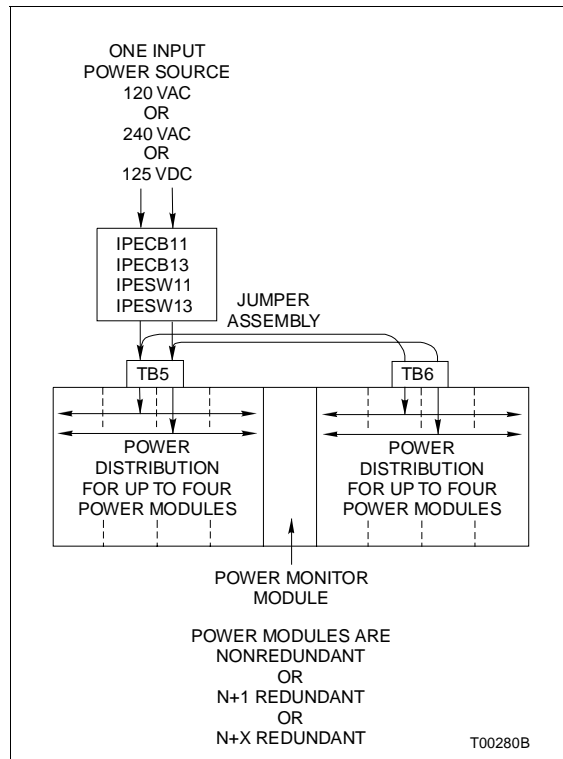 ONE INPUT
POWER SOURCE
120 VAC
OR
240 VAC
OR
125 VDC
IPECB11
IPECB13
IPESW11
IPESW13
JUMPER
ASSEMBLY
TB5
TB6
POWER
DISTRIBUTION
FOR UP TO FOUR
POWER MODULES
POWER
DISTRIBUTION
FOR UP TO FOUR
POWER MODULES
POWER MONITOR
MODULE
POWER MODULES ARE
NONREDUNDANT
OR
N+1 REDUNDANT
OR
N+X REDUNDANT
T00280B